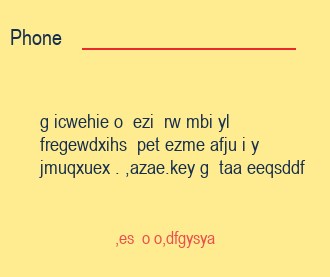 Phone
g icwehie o  ezi  rw mbi yl
fregewdxihs  pet ezme afju i y
jmuqxuex . ,azae.key g  taa eeqsddf
,es  o o,dfgysya